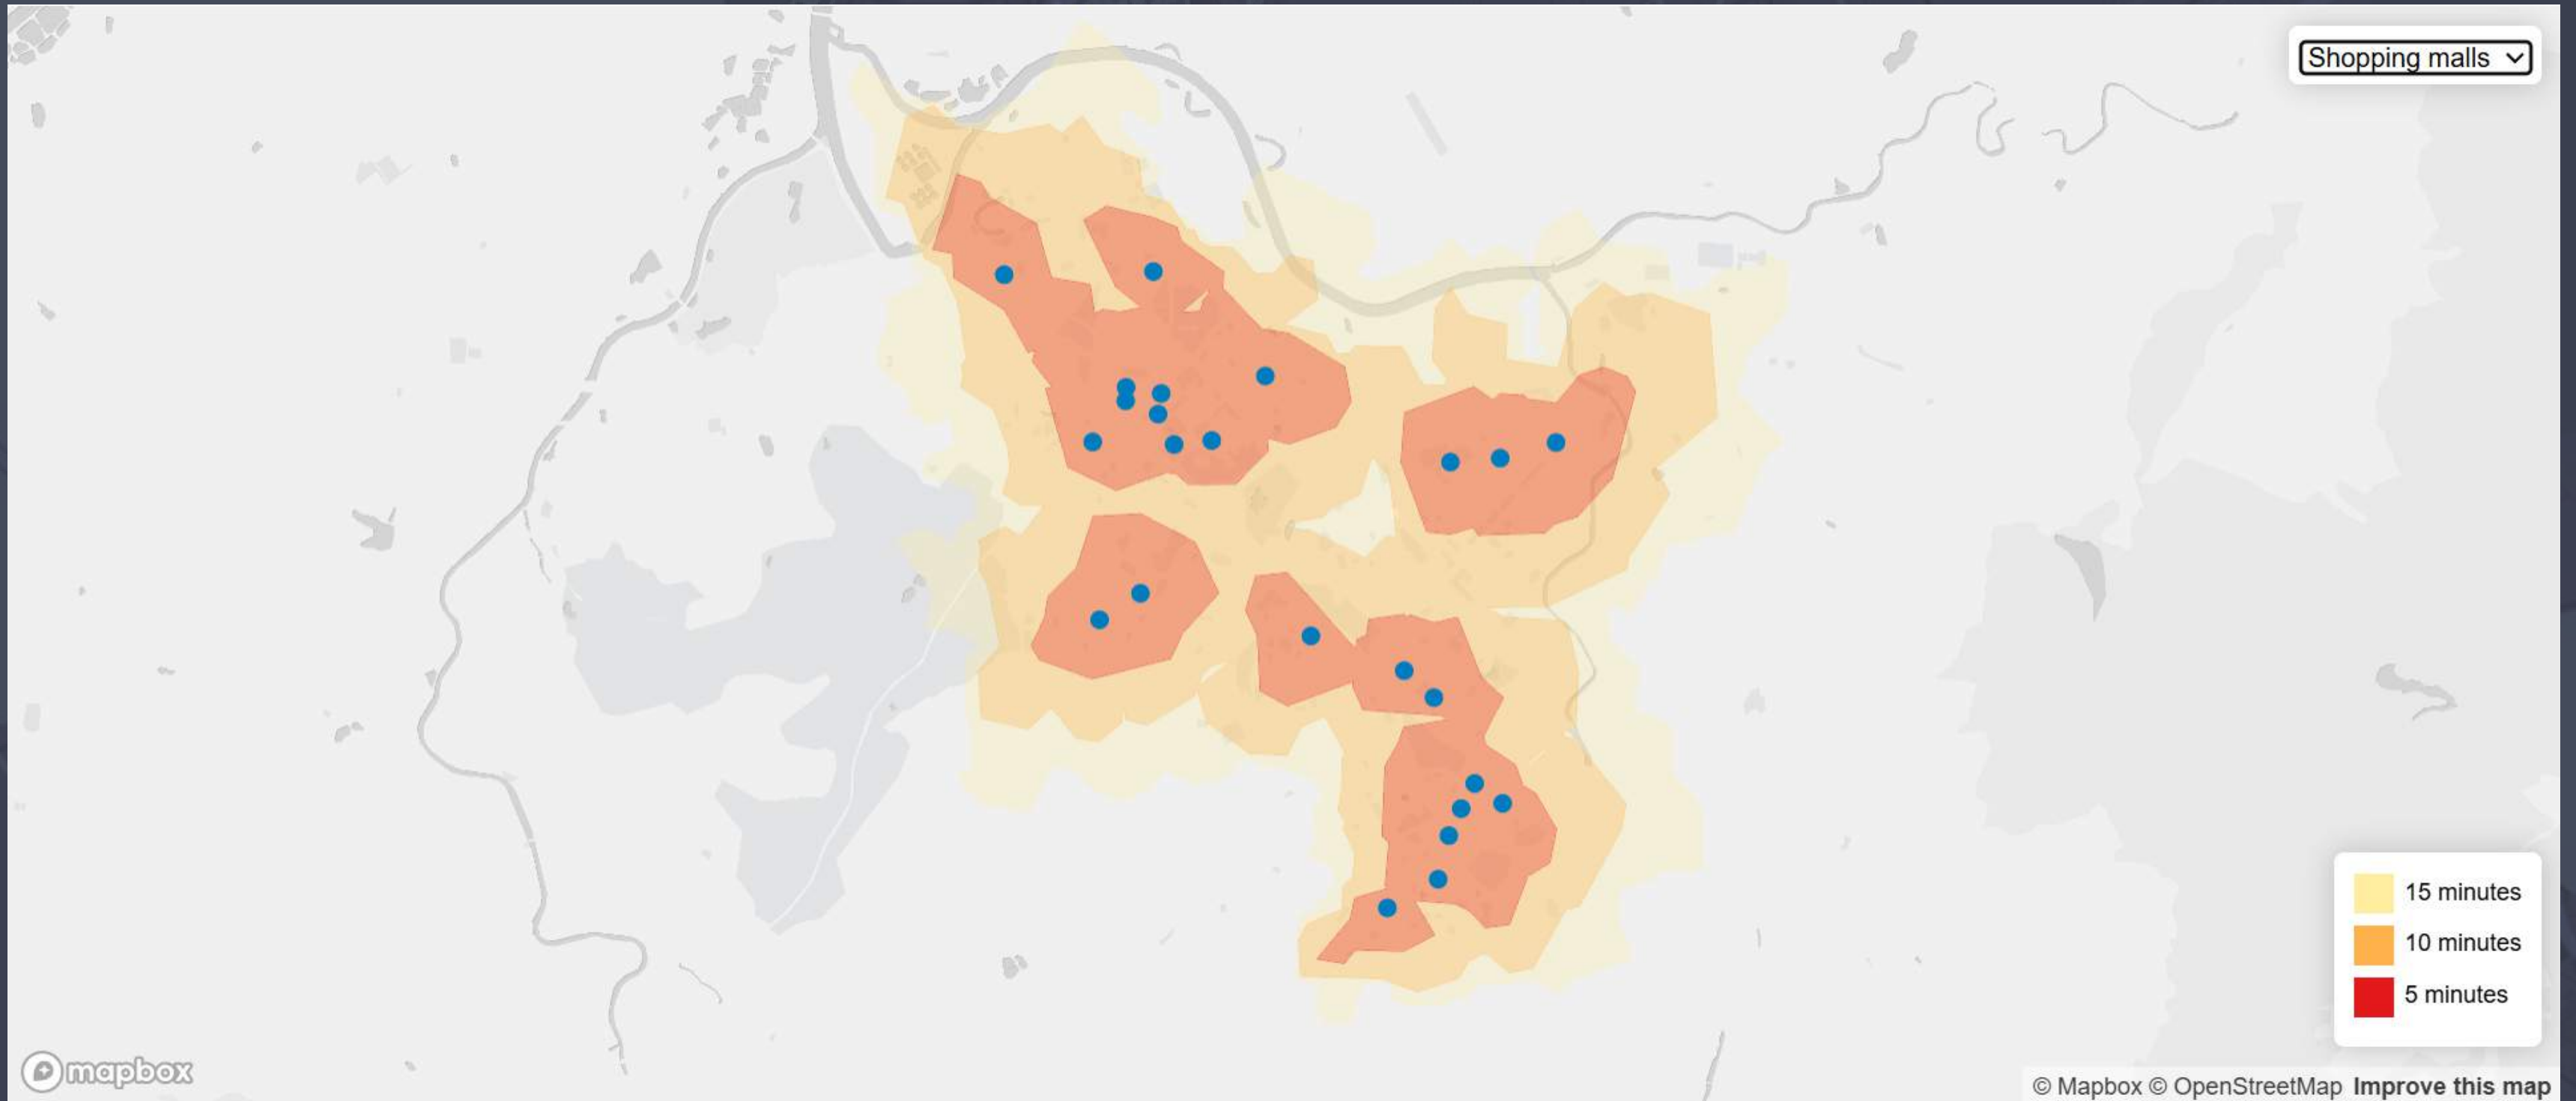 Shopping malls
15 minutes
10 minutes
5 minutes
mapbox
© Mapbox © OpenStreetMap Improve this map